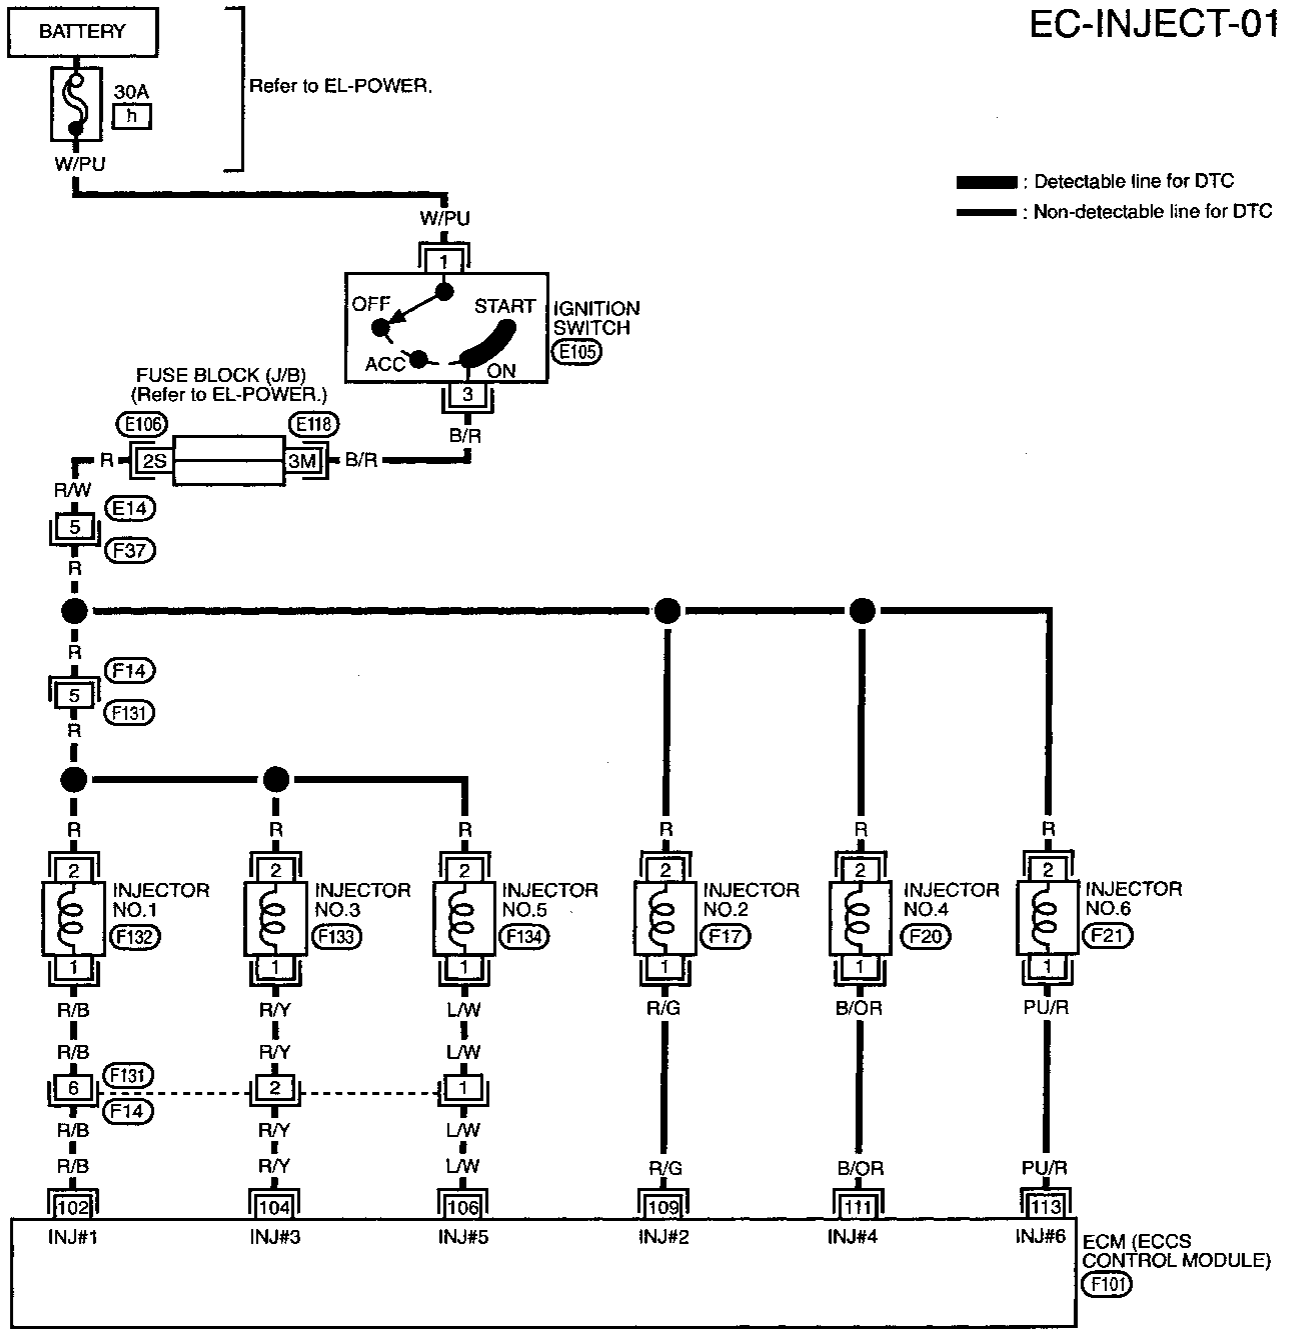 EC-INJECT-01
BATTERY
30A
h
Refer to EL-POWER.
W/PU
: Detectable line for DTC
: Non-detectable line for DTC
W/PU
1
OFF
START
ACC
ON
IGNITION
SWITCH
E105
3
B/R
FUSE BLOCK (J/B)
(Refer to EL-POWER.)
E106
E118
R
2S
3M
B/R
R/W
E14
5
F37
R
R
F14
5
F131
R
R
R
R
R
R
R
2
2
2
2
2
2
INJECTOR
NO.1
F132
INJECTOR
NO.3
F133
INJECTOR
NO.5
F134
INJECTOR
NO.2
F17
INJECTOR
NO.4
F20
INJECTOR
NO.6
F21
1
1
1
1
1
1
R/B
R/Y
L/W
R/G
B/OR
PU/R
R/B
R/Y
L/W
6
F131
F14
2
1
R/B
R/Y
L/W
R/B
R/Y
L/W
R/G
B/OR
PU/R
102
104
106
109
111
113
INJ#1
INJ#3
INJ#5
INJ#2
INJ#4
INJ#6
ECM (ECCS
CONTROL MODULE)
F101